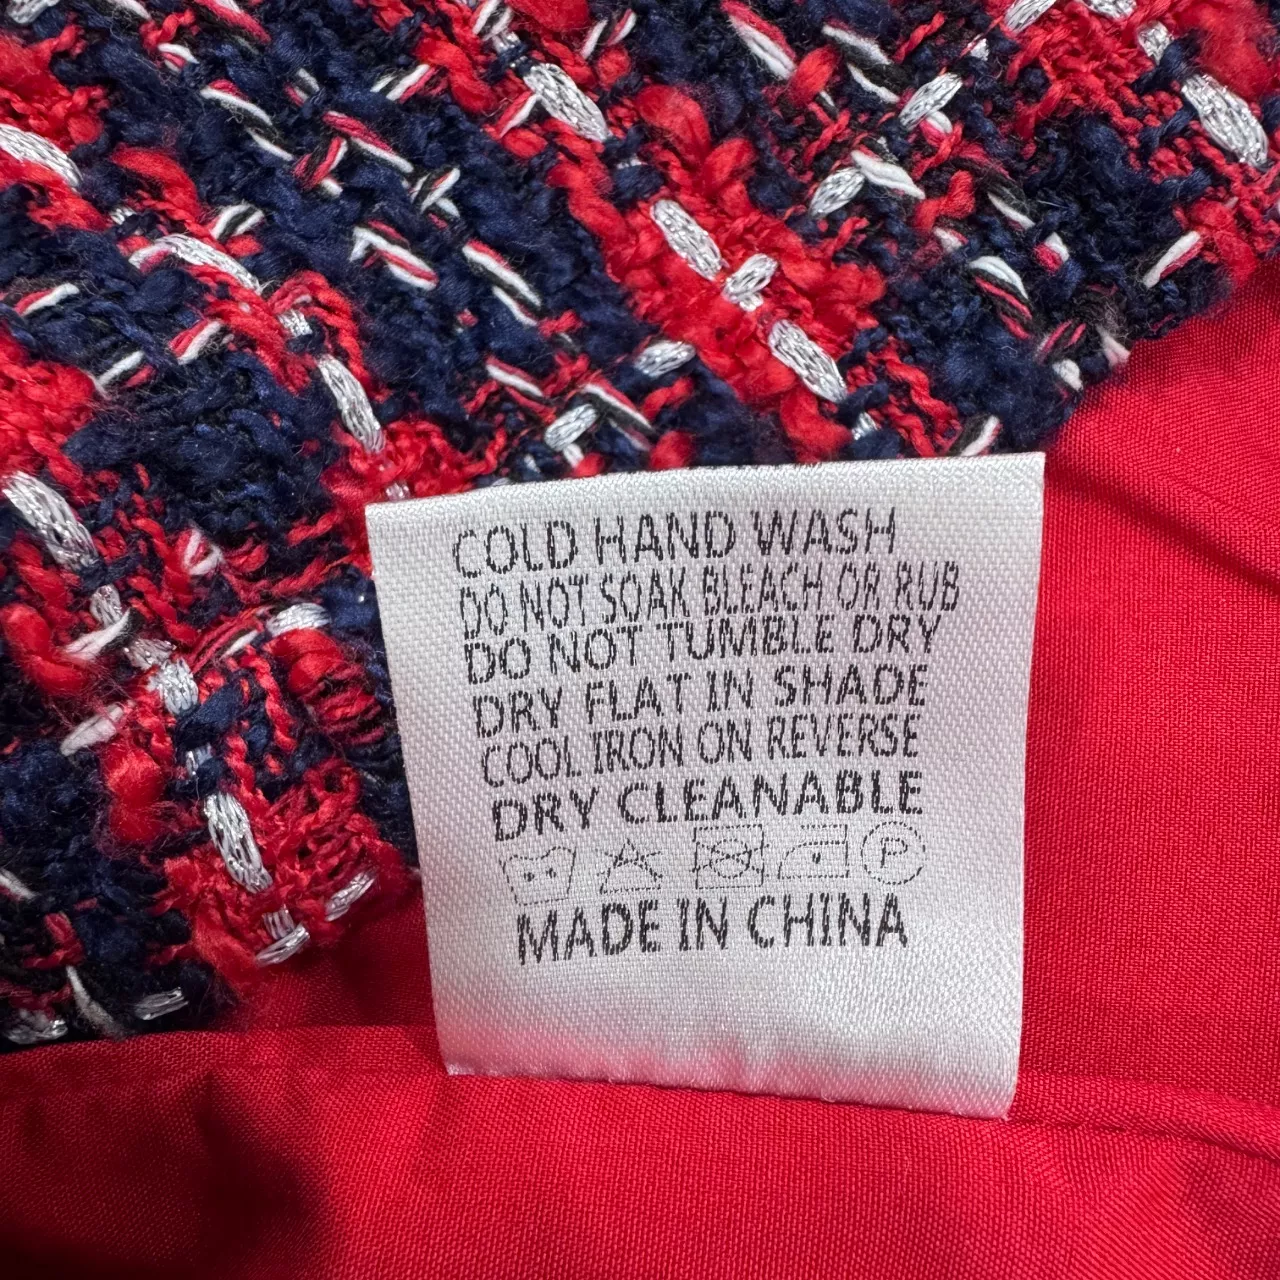 COLD HAND WASH
DO NOT SOAK BLEACH OR RUB
DO NOT TUMBLE DRY
DRY FLAT IN SHADE
COOL IRON ON REVERSE
DRY CLEANABLE
P
MADE IN CHINA